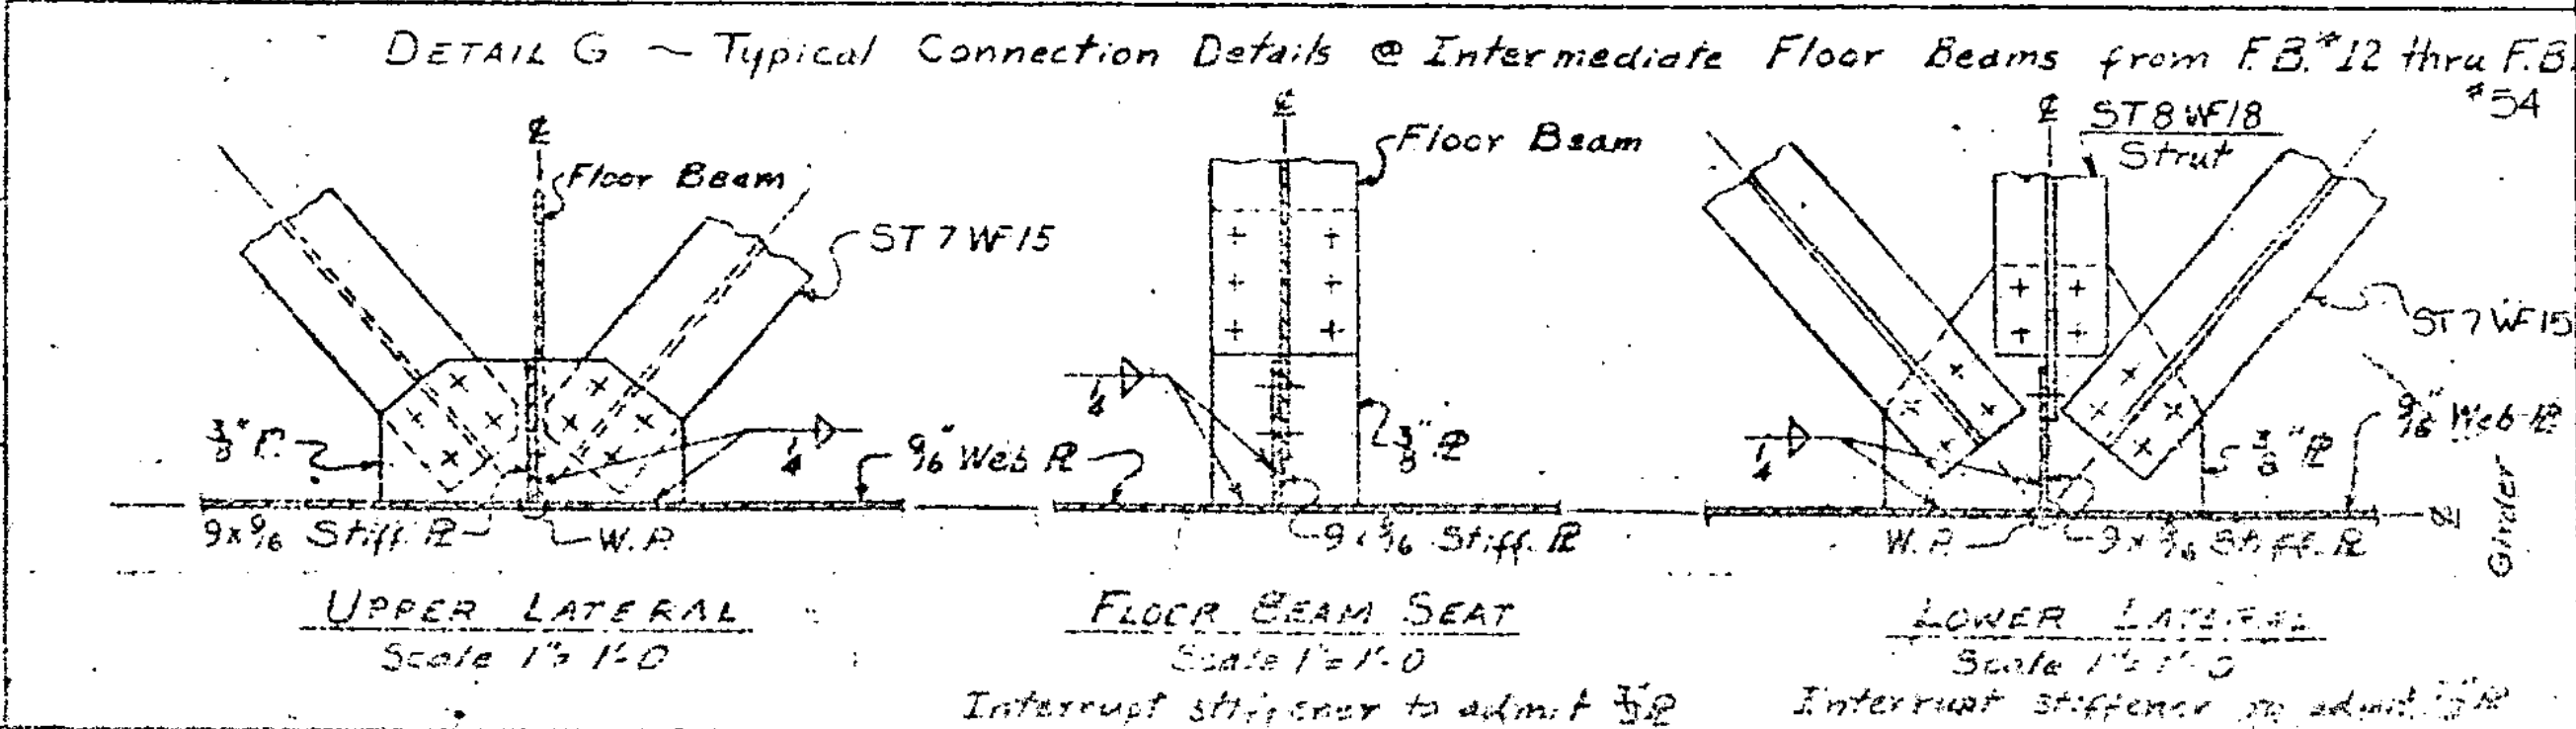 DETAIL G ~ Typical Connection Details @ Intermediate Floor Beams from F.B.#12 thru F.B.
#54
℄
Floor Beam
ST 7 WF 15
3/8" ℙ
1/4
9/16" Web ℙ
9x9/16 Stiff. ℙ
W.P.
UPPER LATERAL
Scale 1"= 1'-0
℄
Floor Beam
1/4
3/8" ℙ
9x9/16 Stiff. ℙ
FLOOR BEAM SEAT
Scale 1"= 1'-0
Interrupt stiffener to admit 3/8 ℙ
℄
ST 8 WF 18
Strut
ST 7 WF 15
9/16" Web ℙ
1/4
3/8" ℙ
W.P.
9x9/16 Stiff. ℙ
℄
Girder
LOWER LATERAL
Scale 1"= 1'-0
Interrupt stiffener to admit